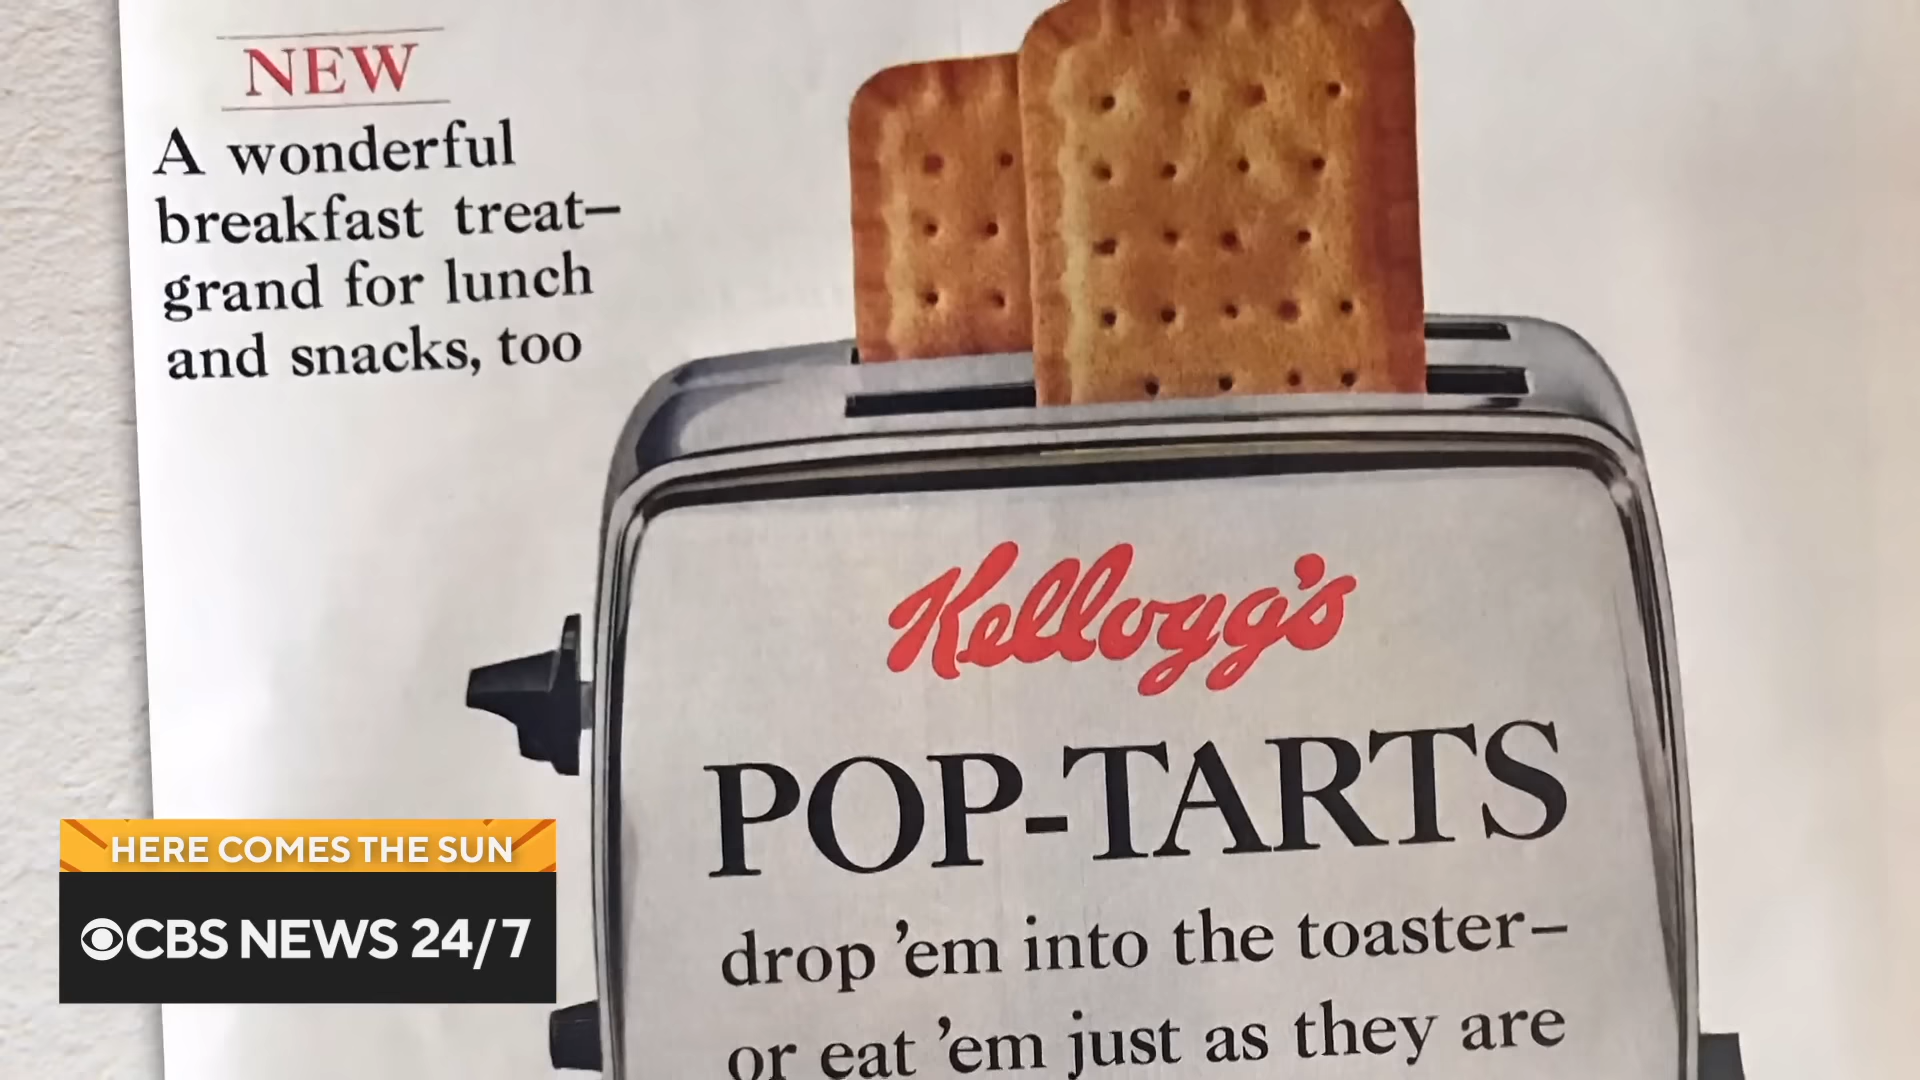 NEW
A wonderful
breakfast treat–
grand for lunch
and snacks, too
Kellogg's
POP-TARTS
drop 'em into the toaster–
or eat 'em just as they are
HERE COMES THE SUN
CBS NEWS 24/7